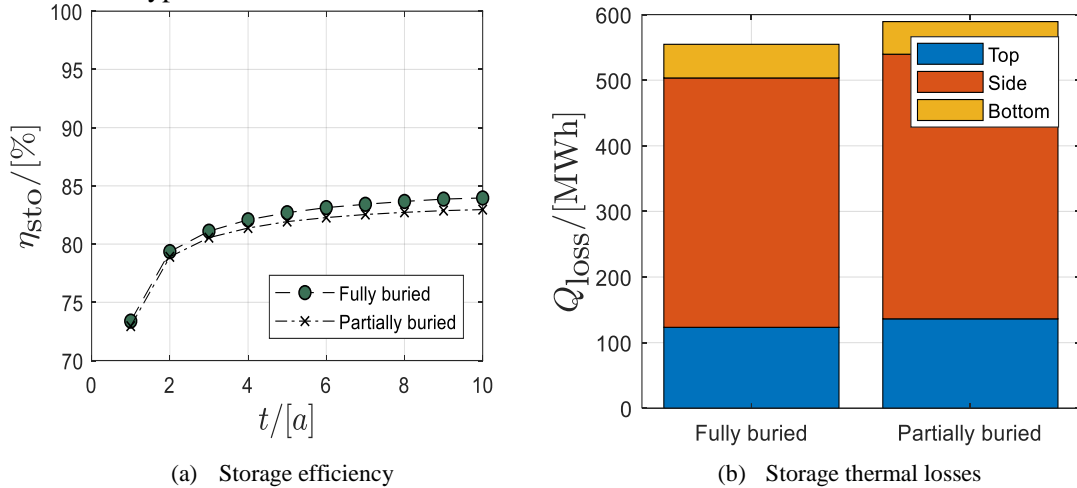 100
95
90
85
80
75
70
0
2
4
6
8
10
η_sto/[%]
t/[a]
Fully buried
Partially buried
(a) Storage efficiency
600
500
400
300
200
100
0
Q_loss/[MWh]
Top
Side
Bottom
Fully buried
Partially buried
(b) Storage thermal losses